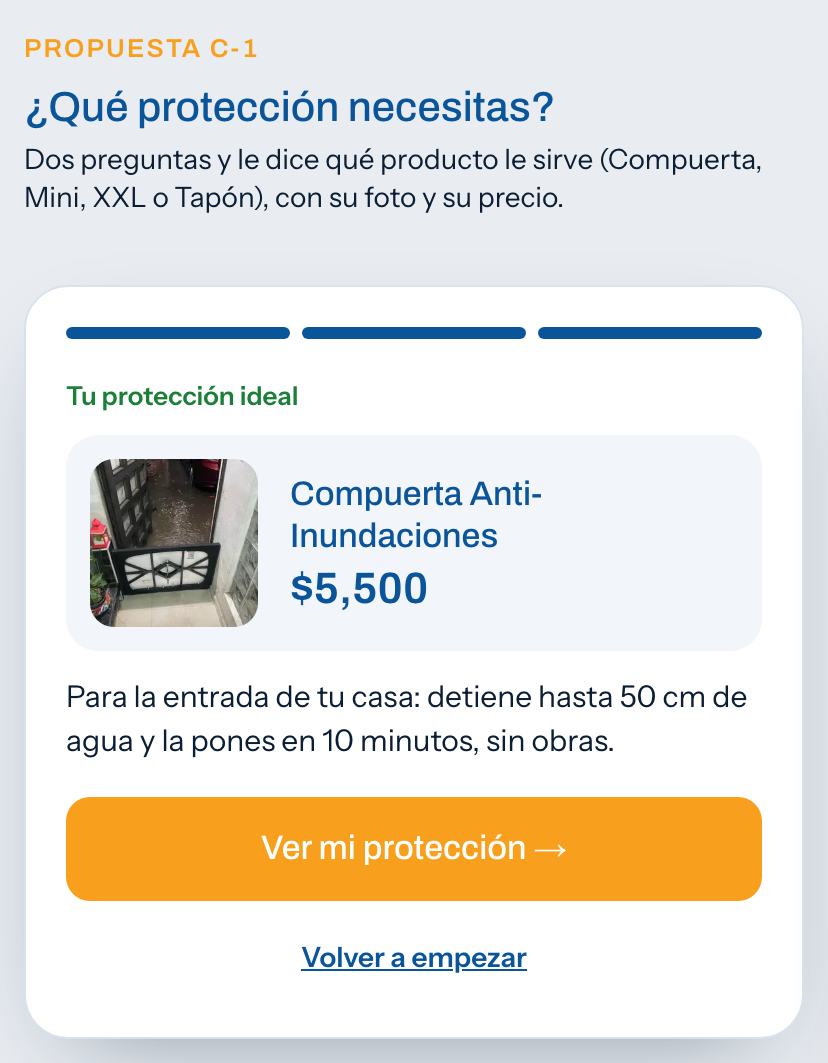 PROPUESTA C-1
¿Qué protección necesitas?
Dos preguntas y le dice qué producto le sirve (Compuerta,
Mini, XXL o Tapón), con su foto y su precio.
Tu protección ideal
Compuerta Anti-
Inundaciones
$5,500
Para la entrada de tu casa: detiene hasta 50 cm de
agua y la pones en 10 minutos, sin obras.
Ver mi protección →
Volver a empezar